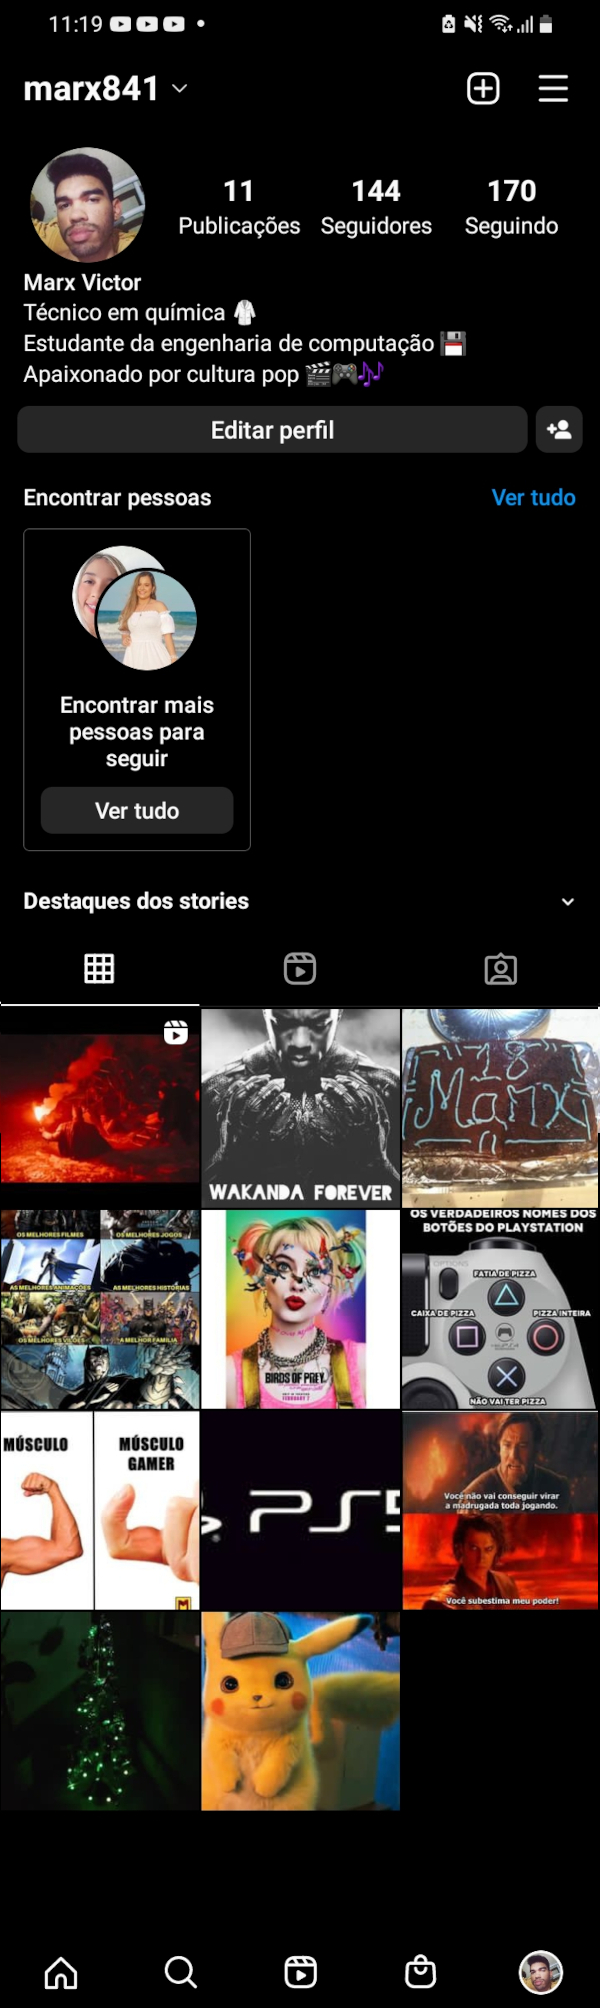 11:19
marx841
11
144
170
Publicações
Seguidores
Seguindo
Marx Victor
Técnico em química
Estudante da engenharia de computação
Apaixonado por cultura pop
Editar perfil
Encontrar pessoas
Ver tudo
Encontrar mais
pessoas para
seguir
Ver tudo
Destaques dos stories
WAKANDA FOREVER
18
Marx
OS MELHORES FILMES
OS MELHORES JOGOS
AS MELHORES ANIMAÇÕES
AS MELHORES HISTÓRIAS
OS MELHORES VILÕES
A MELHOR FAMÍLIA
BIRDS OF PREY
FEBRUARY 7
OS VERDADEIROS NOMES DOS
BOTÕES DO PLAYSTATION
OPTIONS
FATIA DE PIZZA
CAIXA DE PIZZA
PIZZA INTEIRA
NÃO VAI TER PIZZA
MÚSCULO
MÚSCULO
GAMER
PS5
Você não vai conseguir virar
a madrugada toda jogando.
Você subestima meu poder!